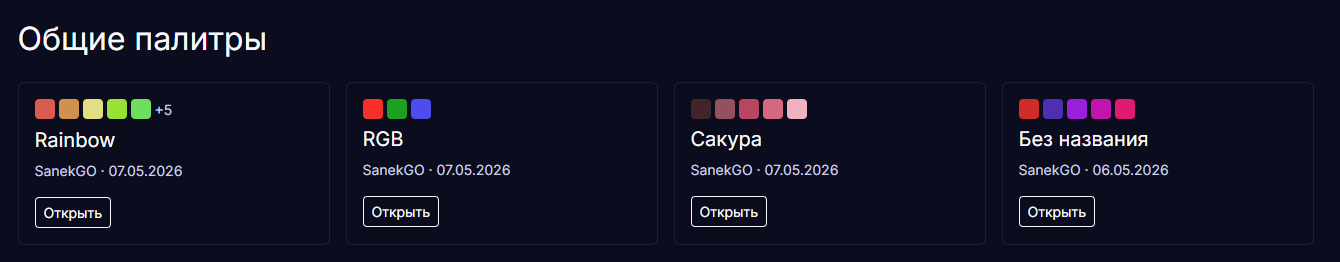 Общие палитры
+5
Rainbow
SanekGO · 07.05.2026
Открыть
RGB
SanekGO · 07.05.2026
Открыть
Сакура
SanekGO · 07.05.2026
Открыть
Без названия
SanekGO · 06.05.2026
Открыть